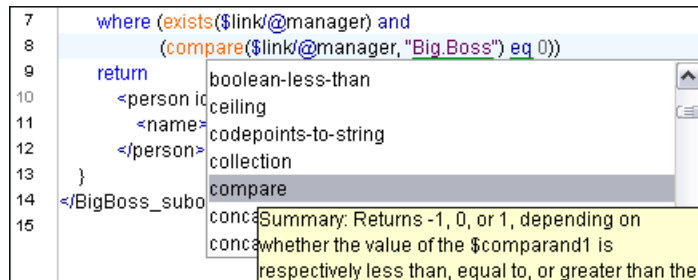 7 where (exists($link/@manager) and
8 (compare($link/@manager, "Big.Boss") eq 0))
9 return
10 <person id
11 <name>
12 </person>
13 }
14 </BigBoss_subo
15
boolean-less-than
ceiling
codepoints-to-string
collection
compare
conca
conca
Summary: Returns -1, 0, or 1, depending on
whether the value of the $comparand1 is
respectively less than, equal to, or greater than the